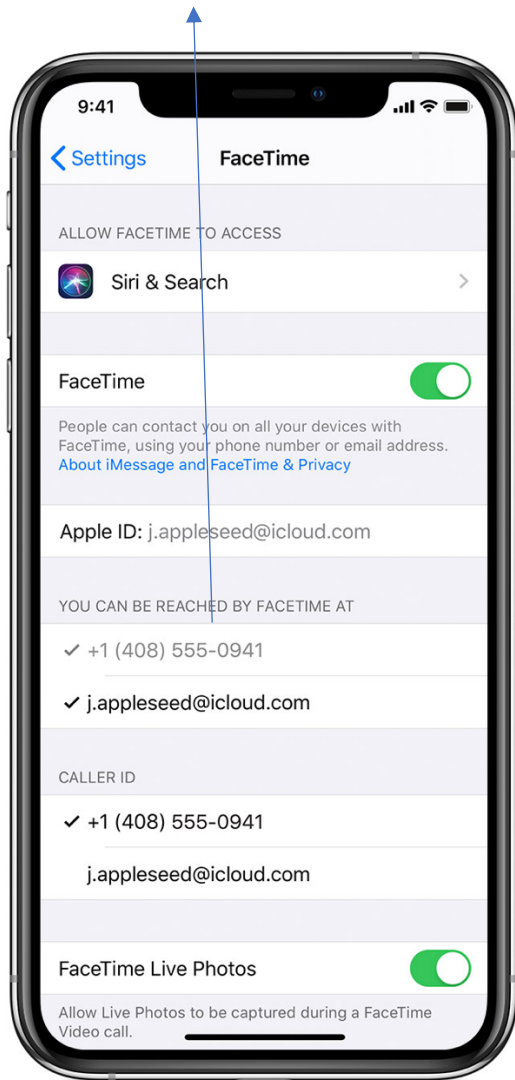 9:41
Settings FaceTime
ALLOW FACETIME TO ACCESS
Siri & Search
FaceTime
People can contact you on all your devices with
FaceTime, using your phone number or email address.
About iMessage and FaceTime & Privacy
Apple ID: j.appleseed@icloud.com
YOU CAN BE REACHED BY FACETIME AT
+1 (408) 555-0941
j.appleseed@icloud.com
CALLER ID
+1 (408) 555-0941
j.appleseed@icloud.com
FaceTime Live Photos
Allow Live Photos to be captured during a FaceTime
Video call.